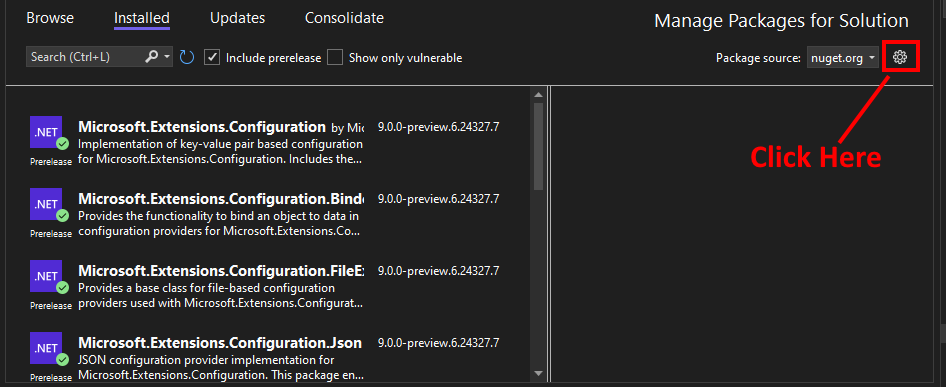 Browse Installed Updates Consolidate
Manage Packages for Solution
Search (Ctrl+L) Include prerelease Show only vulnerable Package source: nuget.org
Click Here
.NET Microsoft.Extensions.Configuration by Mic 9.0.0-preview.6.24327.7
Implementation of key-value pair based configuration
Prerelease for Microsoft.Extensions.Configuration. Includes the...
.NET Microsoft.Extensions.Configuration.Binde 9.0.0-preview.6.24327.7
Provides the functionality to bind an object to data in
Prerelease configuration providers for Microsoft.Extensions.Co...
.NET Microsoft.Extensions.Configuration.FileEx 9.0.0-preview.6.24327.7
Provides a base class for file-based configuration
Prerelease providers used with Microsoft.Extensions.Configurat...
.NET Microsoft.Extensions.Configuration.Json 9.0.0-preview.6.24327.7
JSON configuration provider implementation for
Prerelease Microsoft.Extensions.Configuration. This package en...